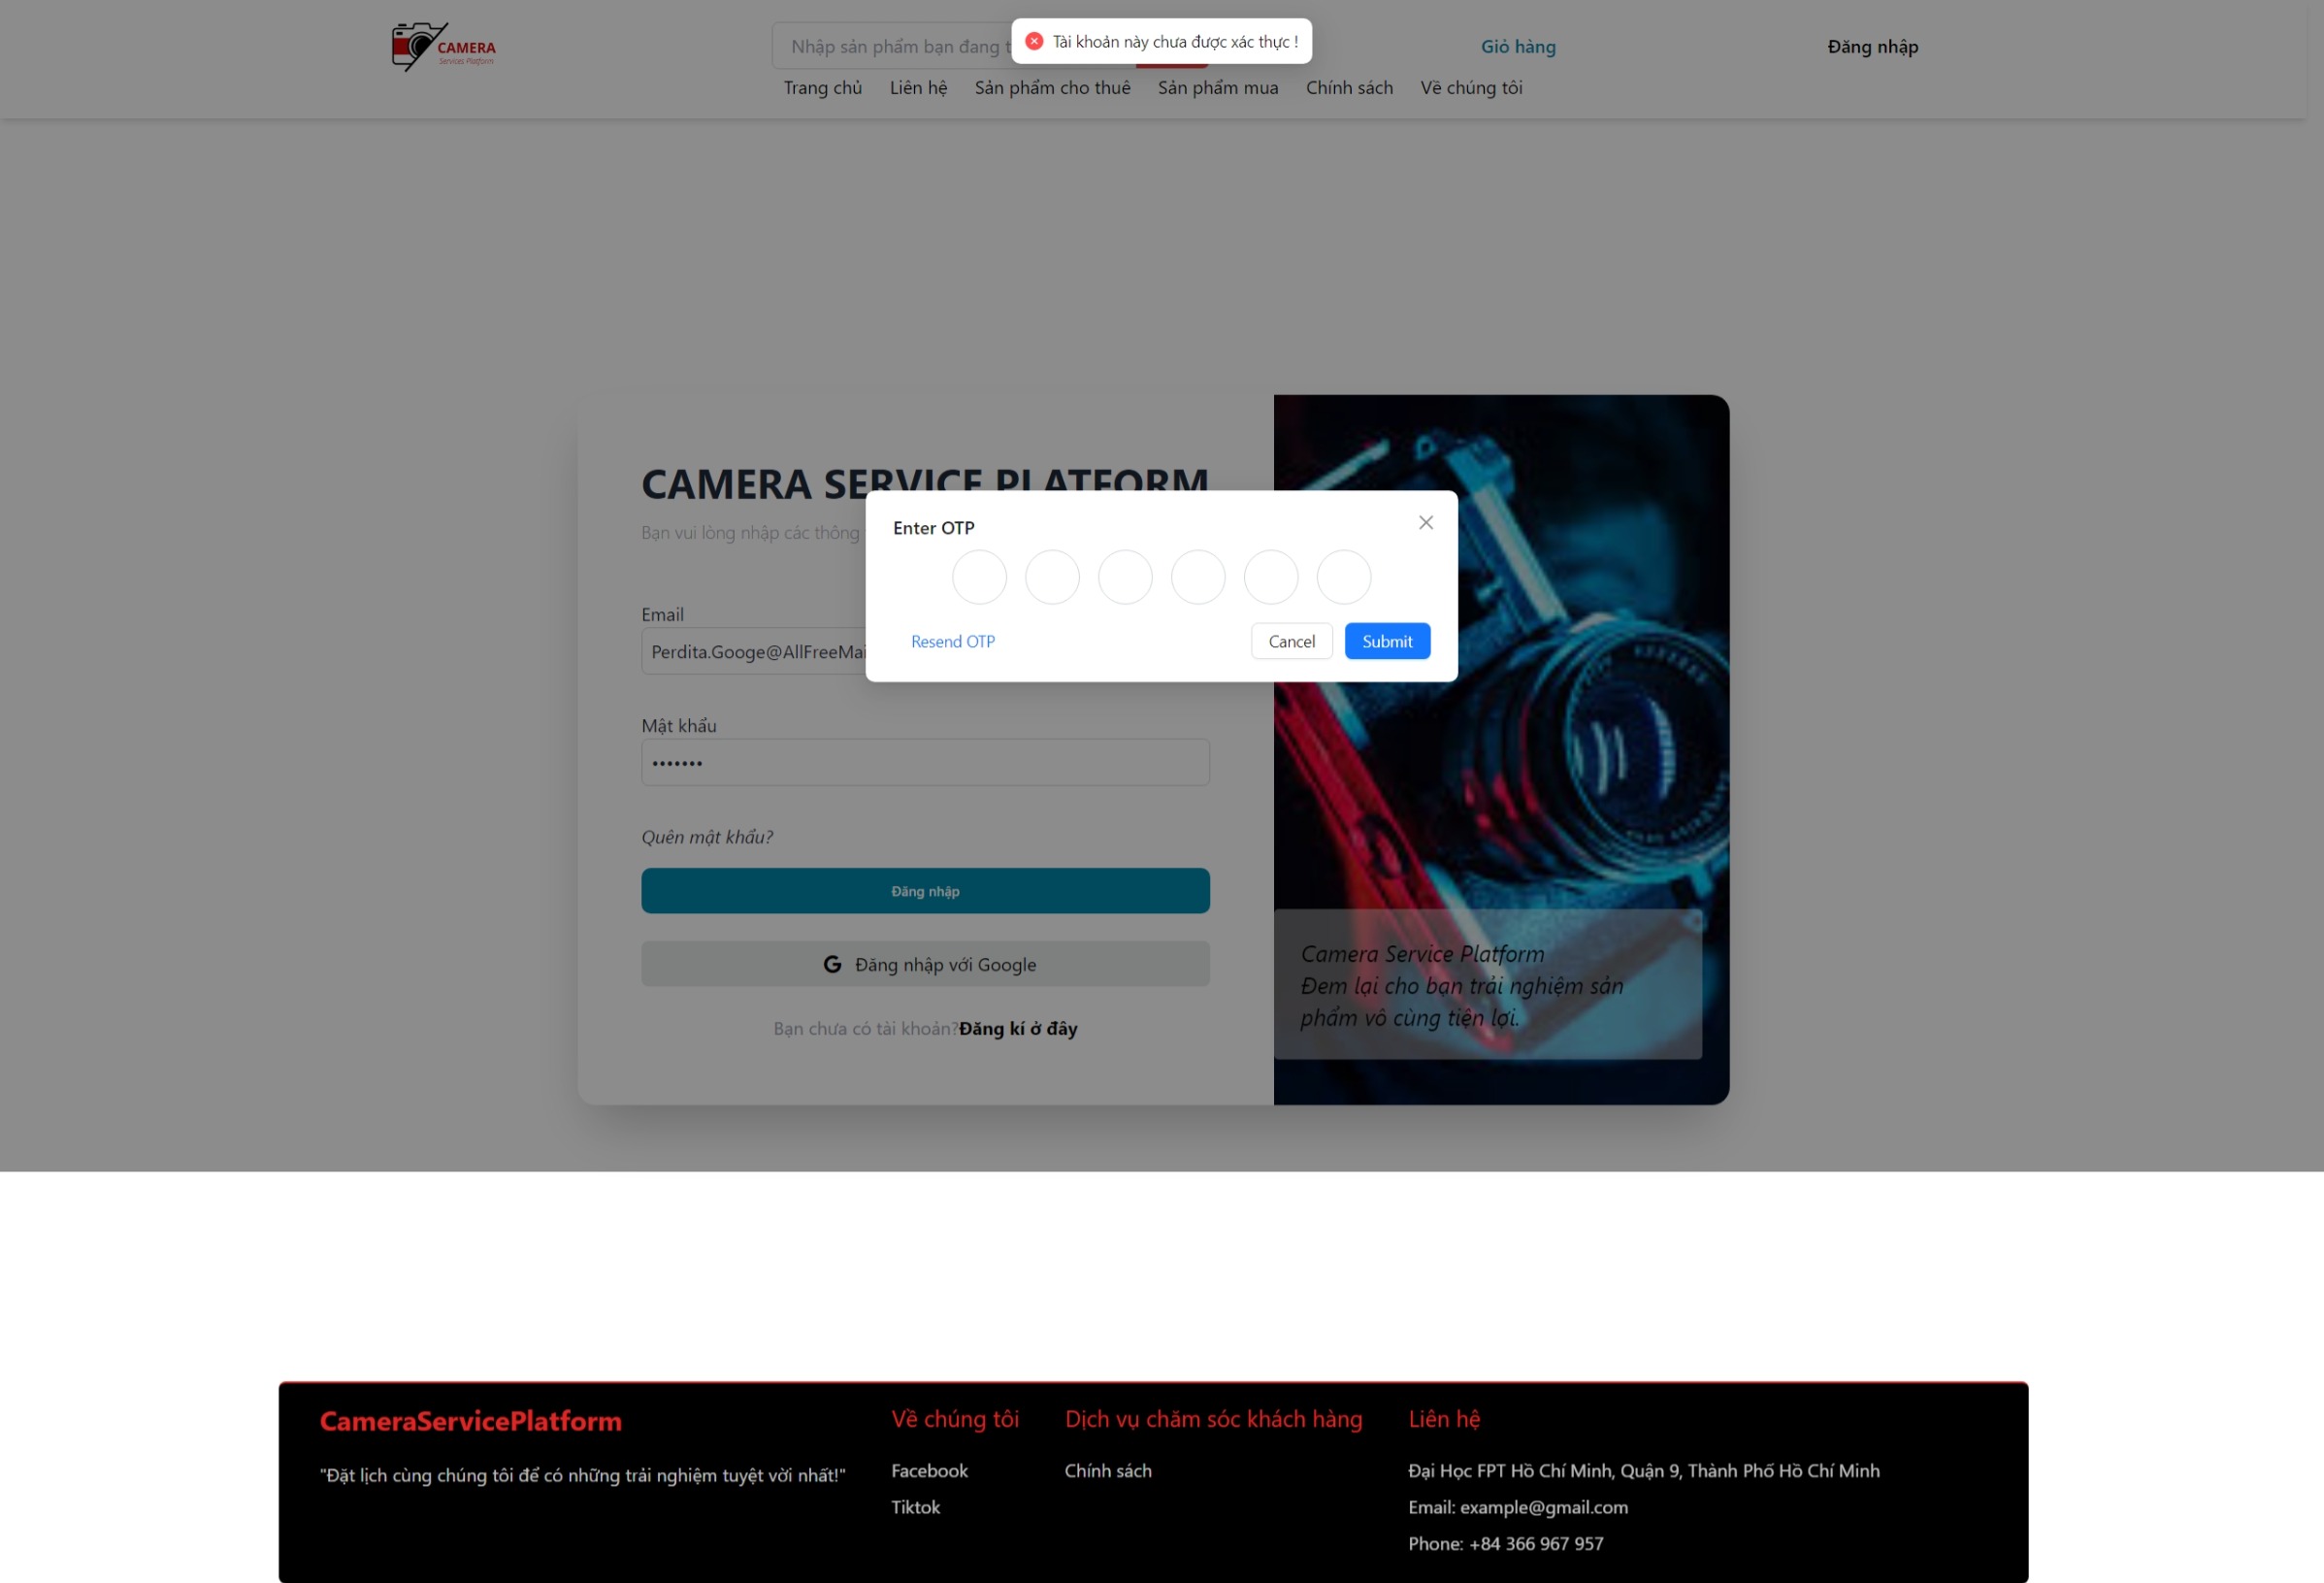 CAMERA
Services Platform
Nhập sản phẩm bạn đang t
Tài khoản này chưa được xác thực !
Giỏ hàng
Đăng nhập
Trang chủ
Liên hệ
Sản phẩm cho thuê
Sản phẩm mua
Chính sách
Về chúng tôi
CAMERA SERVICE PLATFORM
Bạn vui lòng nhập các thông
Enter OTP
Resend OTP
Cancel
Submit
Email
Perdita.Googe@AllFreeMai
Mật khẩu
Quên mật khẩu?
Đăng nhập
G Đăng nhập với Google
Bạn chưa có tài khoản?Đăng kí ở đây
Camera Service Platform
Đem lại cho bạn trải nghiệm sản
phẩm vô cùng tiện lợi.
CameraServicePlatform
"Đặt lịch cùng chúng tôi để có những trải nghiệm tuyệt vời nhất!"
Về chúng tôi
Facebook
Tiktok
Dịch vụ chăm sóc khách hàng
Chính sách
Liên hệ
Đại Học FPT Hồ Chí Minh, Quận 9, Thành Phố Hồ Chí Minh
Email: example@gmail.com
Phone: +84 366 967 957